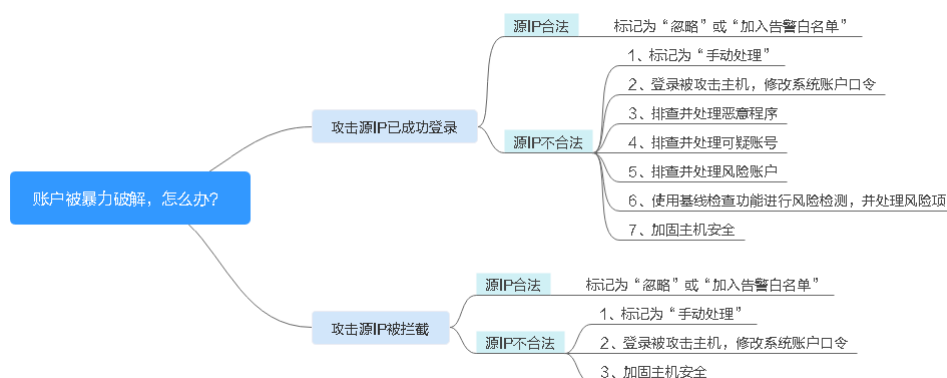 账户被暴力破解，怎么办？
攻击源IP已成功登录
源IP合法
标记为“忽略”或“加入告警白名单”
源IP不合法
1、标记为“手动处理”
2、登录被攻击主机，修改系统账户口令
3、排查并处理恶意程序
4、排查并处理可疑账号
5、排查并处理风险账户
6、使用基线检查功能进行风险检测，并处理风险项
7、加固主机安全
攻击源IP被拦截
源IP合法
标记为“忽略”或“加入告警白名单”
源IP不合法
1、标记为“手动处理”
2、登录被攻击主机，修改系统账户口令
3、加固主机安全